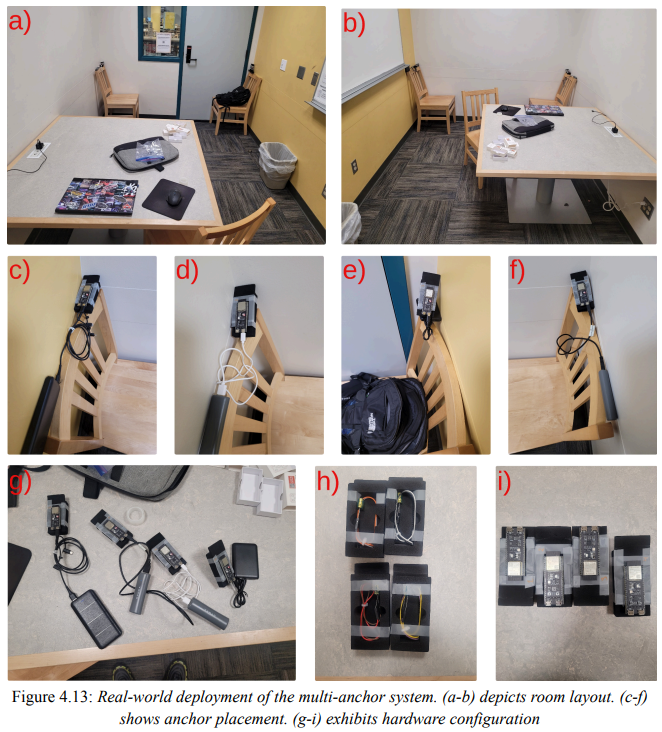 a)
b)
c)
d)
e)
f)
g)
h)
i)
Figure 4.13: Real-world deployment of the multi-anchor system. (a-b) depicts room layout. (c-f)
shows anchor placement. (g-i) exhibits hardware configuration